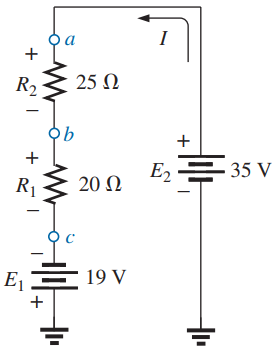 a
I
+
R2 25 Ω
−
b
+
R1 20 Ω
−
c
−
E1 19 V
+
+
E2 35 V
−